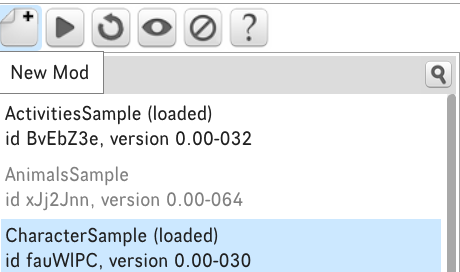 New Mod
ActivitiesSample (loaded)
id BvEbZ3e, version 0.00-032
AnimalsSample
id xJj2Jnn, version 0.00-064
CharacterSample (loaded)
id fauWlPC, version 0.00-030